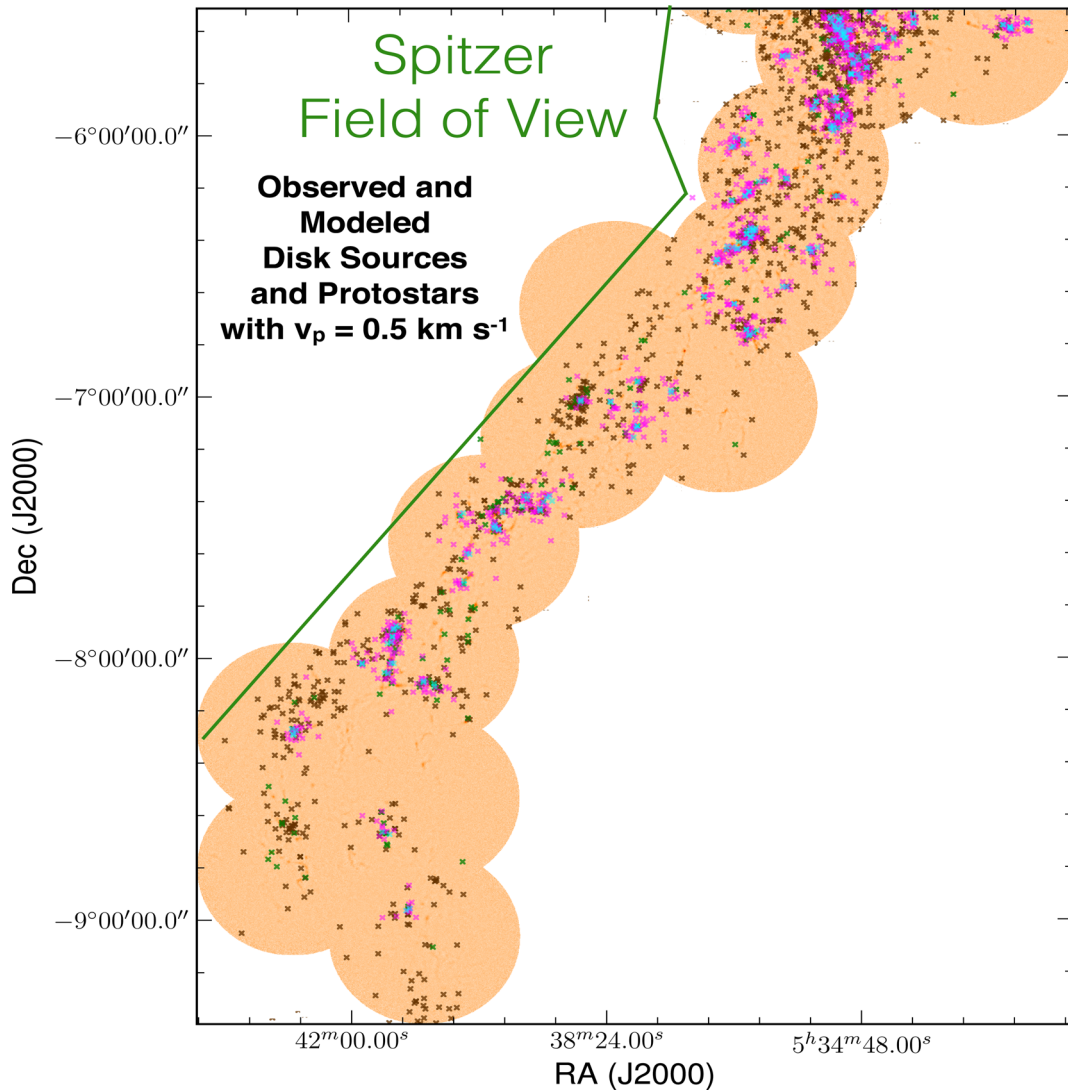 Spitzer
Field of View
Observed and
Modeled
Disk Sources
and Protostars
with vₚ = 0.5 km s⁻¹
−6°00′00.0″
−7°00′00.0″
−8°00′00.0″
−9°00′00.0″
Dec (J2000)
42ᵐ00.00ˢ
38ᵐ24.00ˢ
5ʰ34ᵐ48.00ˢ
RA (J2000)